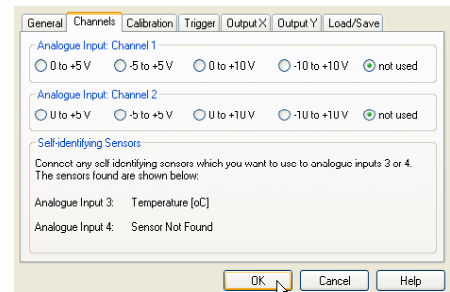 General Channels Calibration Trigger Output X Output Y Load/Save
Analogue Input: Channel 1
0 to +5 V -5 to +5 V 0 to +10 V -10 to +10 V not used
Analogue Input: Channel 2
0 to +5 V -5 to +5 V 0 to +10 V -10 to +10 V not used
Self-identifying Sensors
Connect any self identifying sensors which you want to use to analogue inputs 3 or 4.
The sensors found are shown below:
Analogue Input 3: Temperature [oC]
Analogue Input 4: Sensor Not Found
OK Cancel Help